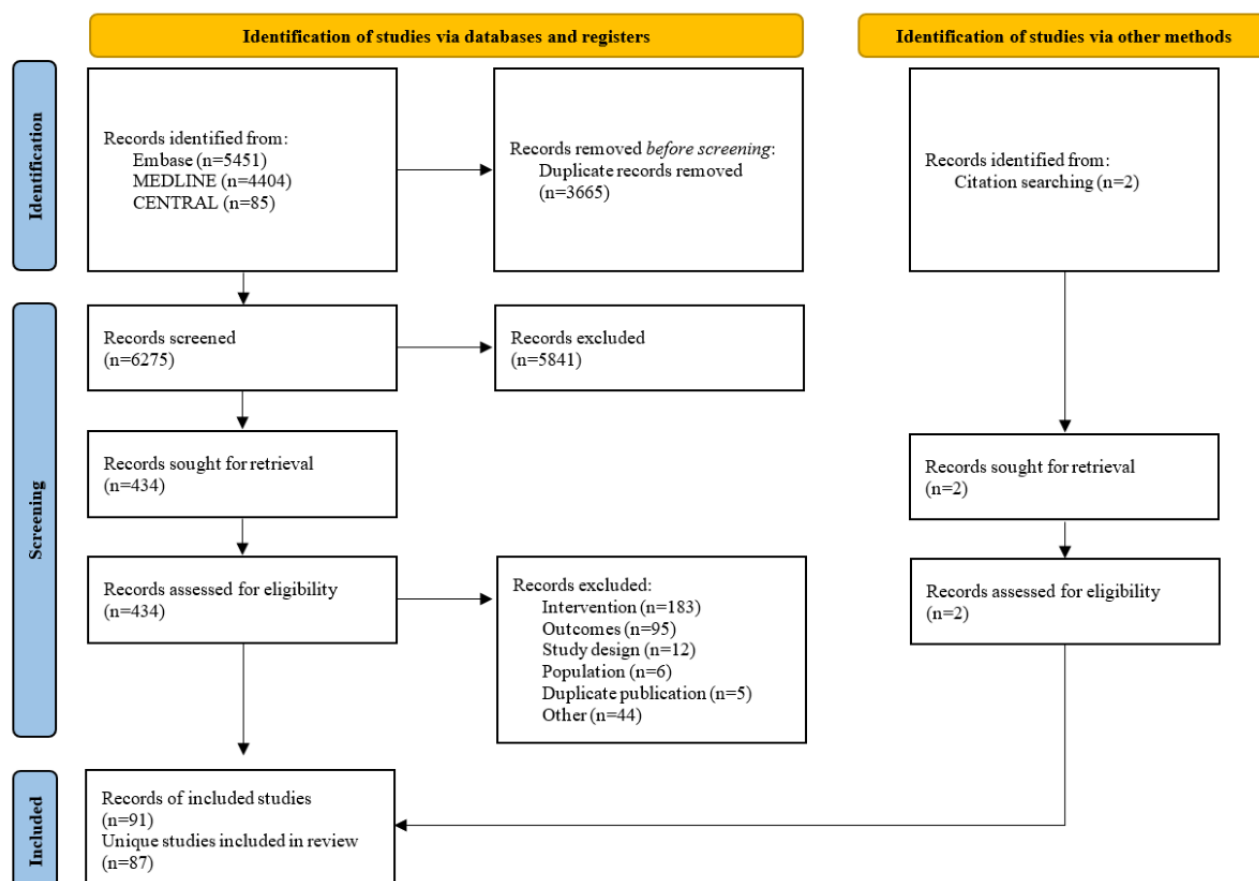 Identification of studies via databases and registers
Identification of studies via other methods
Identification
Records identified from:
Embase (n=5451)
MEDLINE (n=4404)
CENTRAL (n=85)
Records removed before screening:
Duplicate records removed
(n=3665)
Records identified from:
Citation searching (n=2)
Screening
Records screened
(n=6275)
Records excluded
(n=5841)
Records sought for retrieval
(n=434)
Records sought for retrieval
(n=2)
Records assessed for eligibility
(n=434)
Records excluded:
Intervention (n=183)
Outcomes (n=95)
Study design (n=12)
Population (n=6)
Duplicate publication (n=5)
Other (n=44)
Records assessed for eligibility
(n=2)
Included
Records of included studies
(n=91)
Unique studies included in review
(n=87)